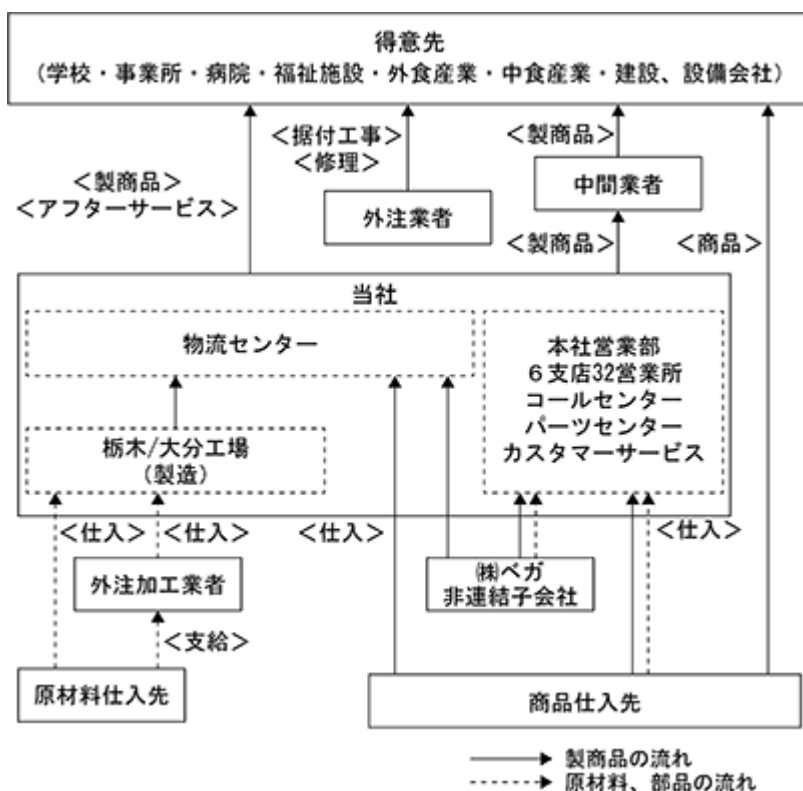 得意先
（学校・事業所・病院・福祉施設・外食産業・中食産業・建設、設備会社）
＜据付工事＞
＜修理＞
＜製商品＞
＜製商品＞
＜アフターサービス＞
外注業者
中間業者
＜製商品＞
＜商品＞
当社
物流センター
本社営業部
６支店32営業所
コールセンター
パーツセンター
カスタマーサービス
栃木/大分工場
（製造）
＜仕入＞
＜仕入＞
＜仕入＞
＜仕入＞
外注加工業者
㈱ベガ
非連結子会社
＜支給＞
原材料仕入先
商品仕入先
製商品の流れ
原材料、部品の流れ